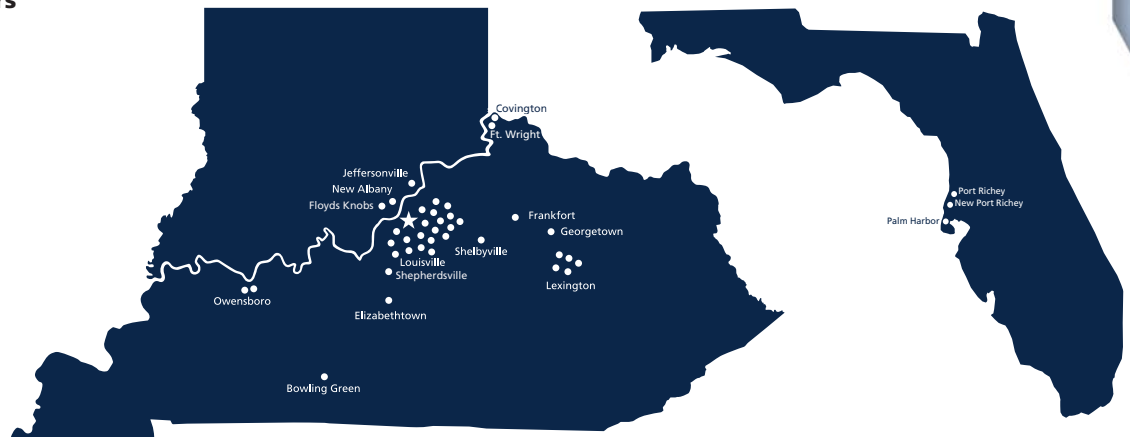 Covington
Ft. Wright
Jeffersonville
New Albany
Floyds Knobs
Frankfort
Georgetown
Shelbyville
Louisville
Shepherdsville
Lexington
Owensboro
Elizabethtown
Bowling Green
Port Richey
New Port Richey
Palm Harbor